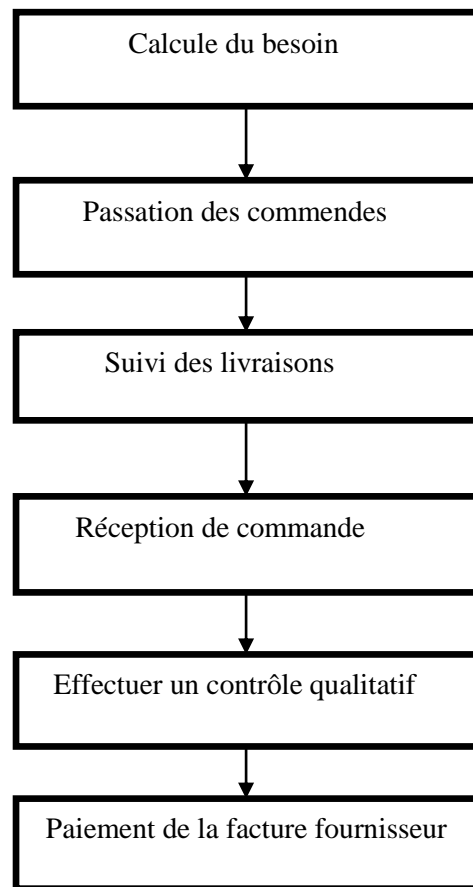 Calcule du besoin
Passation des commendes
Suivi des livraisons
Réception de commande
Effectuer un contrôle qualitatif
Paiement de la facture fournisseur